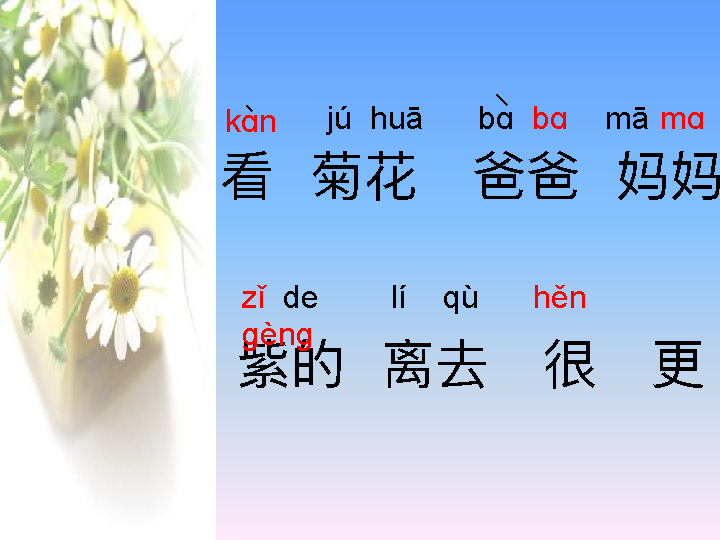 kàn jú huā bà ba mā ma
看 菊花 爸爸 妈妈
zǐ de lí qù hěn
gèng
紫的 离去 很 更